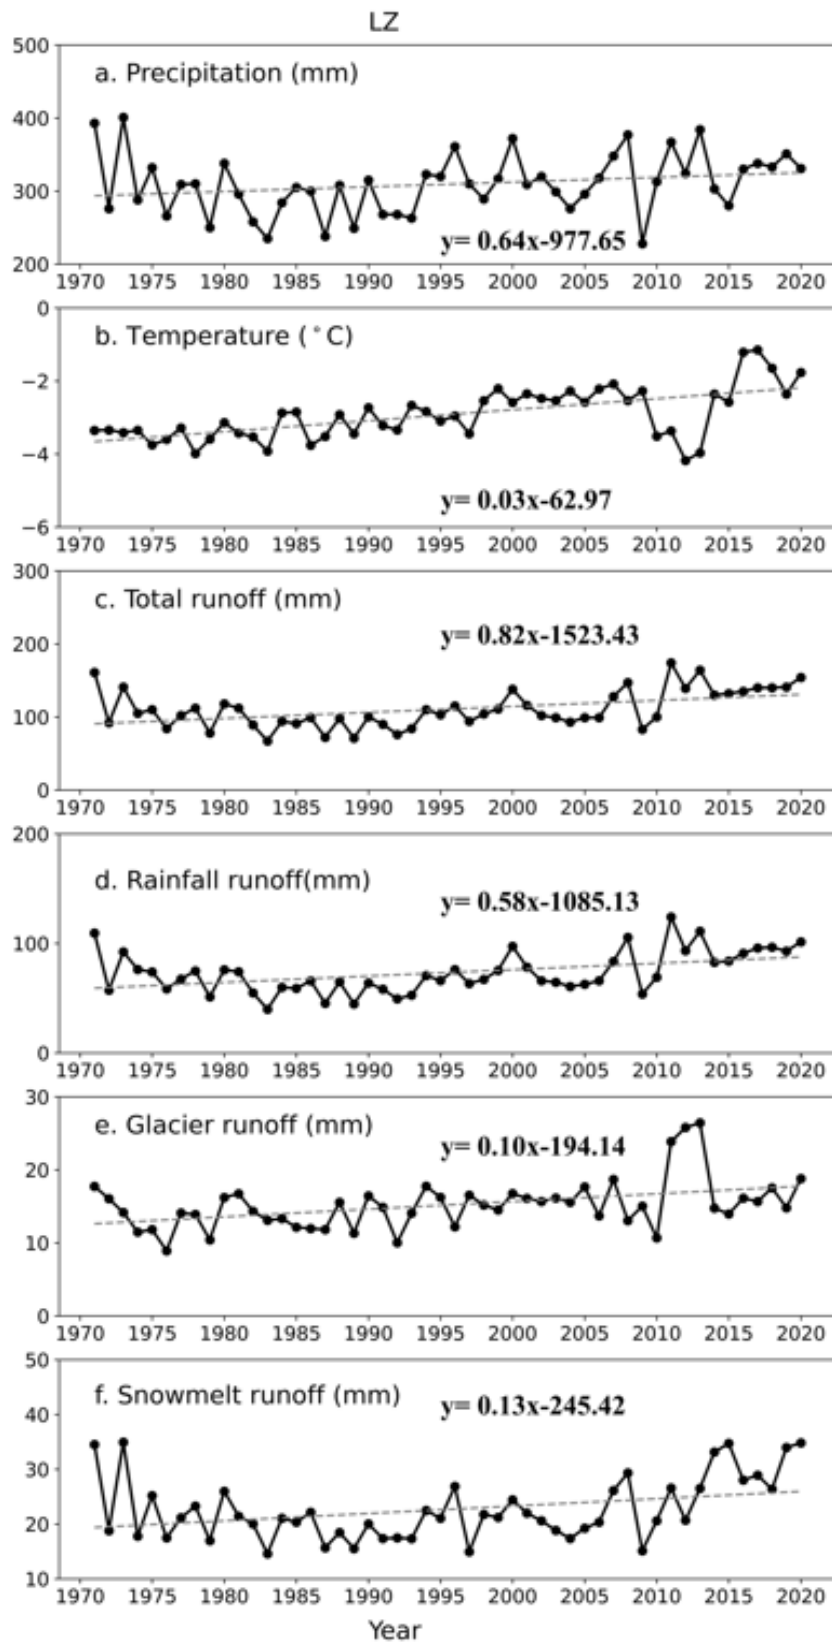 LZ
a. Precipitation (mm)
500
400
300
200
y= 0.64x-977.65
1970 1975 1980 1985 1990 1995 2000 2005 2010 2015 2020
b. Temperature (°C)
0
−2
−4
−6
y= 0.03x-62.97
1970 1975 1980 1985 1990 1995 2000 2005 2010 2015 2020
c. Total runoff (mm)
300
200
100
0
y= 0.82x-1523.43
1970 1975 1980 1985 1990 1995 2000 2005 2010 2015 2020
d. Rainfall runoff(mm)
200
100
0
y= 0.58x-1085.13
1970 1975 1980 1985 1990 1995 2000 2005 2010 2015 2020
e. Glacier runoff (mm)
30
20
10
0
y= 0.10x-194.14
1970 1975 1980 1985 1990 1995 2000 2005 2010 2015 2020
f. Snowmelt runoff (mm)
50
40
30
20
10
y= 0.13x-245.42
1970 1975 1980 1985 1990 1995 2000 2005 2010 2015 2020
Year